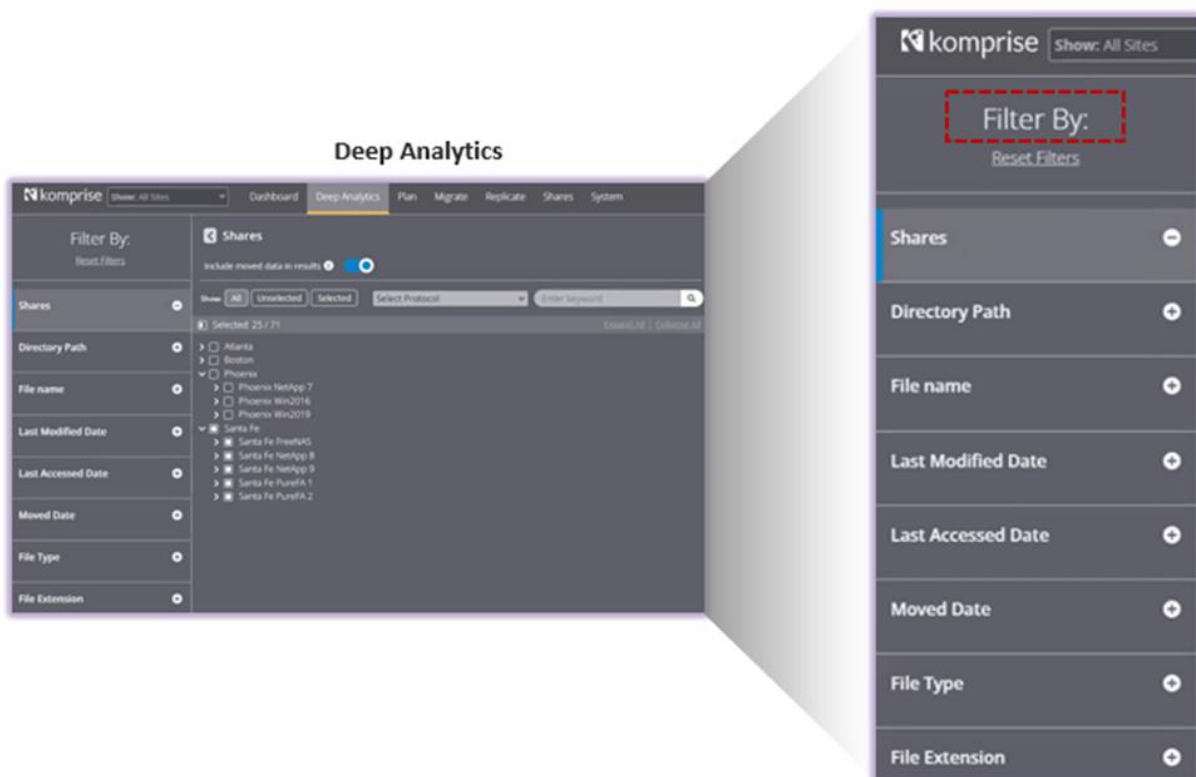 Deep Analytics
komprise Show: All Sites Dashboard Deep Analytics Plan Migrate Replicate Shares System
Filter By:
Reset Filters
Shares
Directory Path
File name
Last Modified Date
Last Accessed Date
Moved Date
File Type
File Extension
Shares
Include moved data in results
Show: All Unselected Selected Select Protocol Enter keyword
Selected: 25 / 71 Expand All | Collapse All
Atlanta
Boston
Phoenix
Phoenix NetApp 7
Phoenix Win2016
Phoenix Win2019
Santa Fe
Santa Fe FreeNAS
Santa Fe NetApp 8
Santa Fe NetApp 9
Santa Fe PureFA 1
Santa Fe PureFA 2
komprise Show: All Sites
Filter By:
Reset Filters
Shares
Directory Path
File name
Last Modified Date
Last Accessed Date
Moved Date
File Type
File Extension